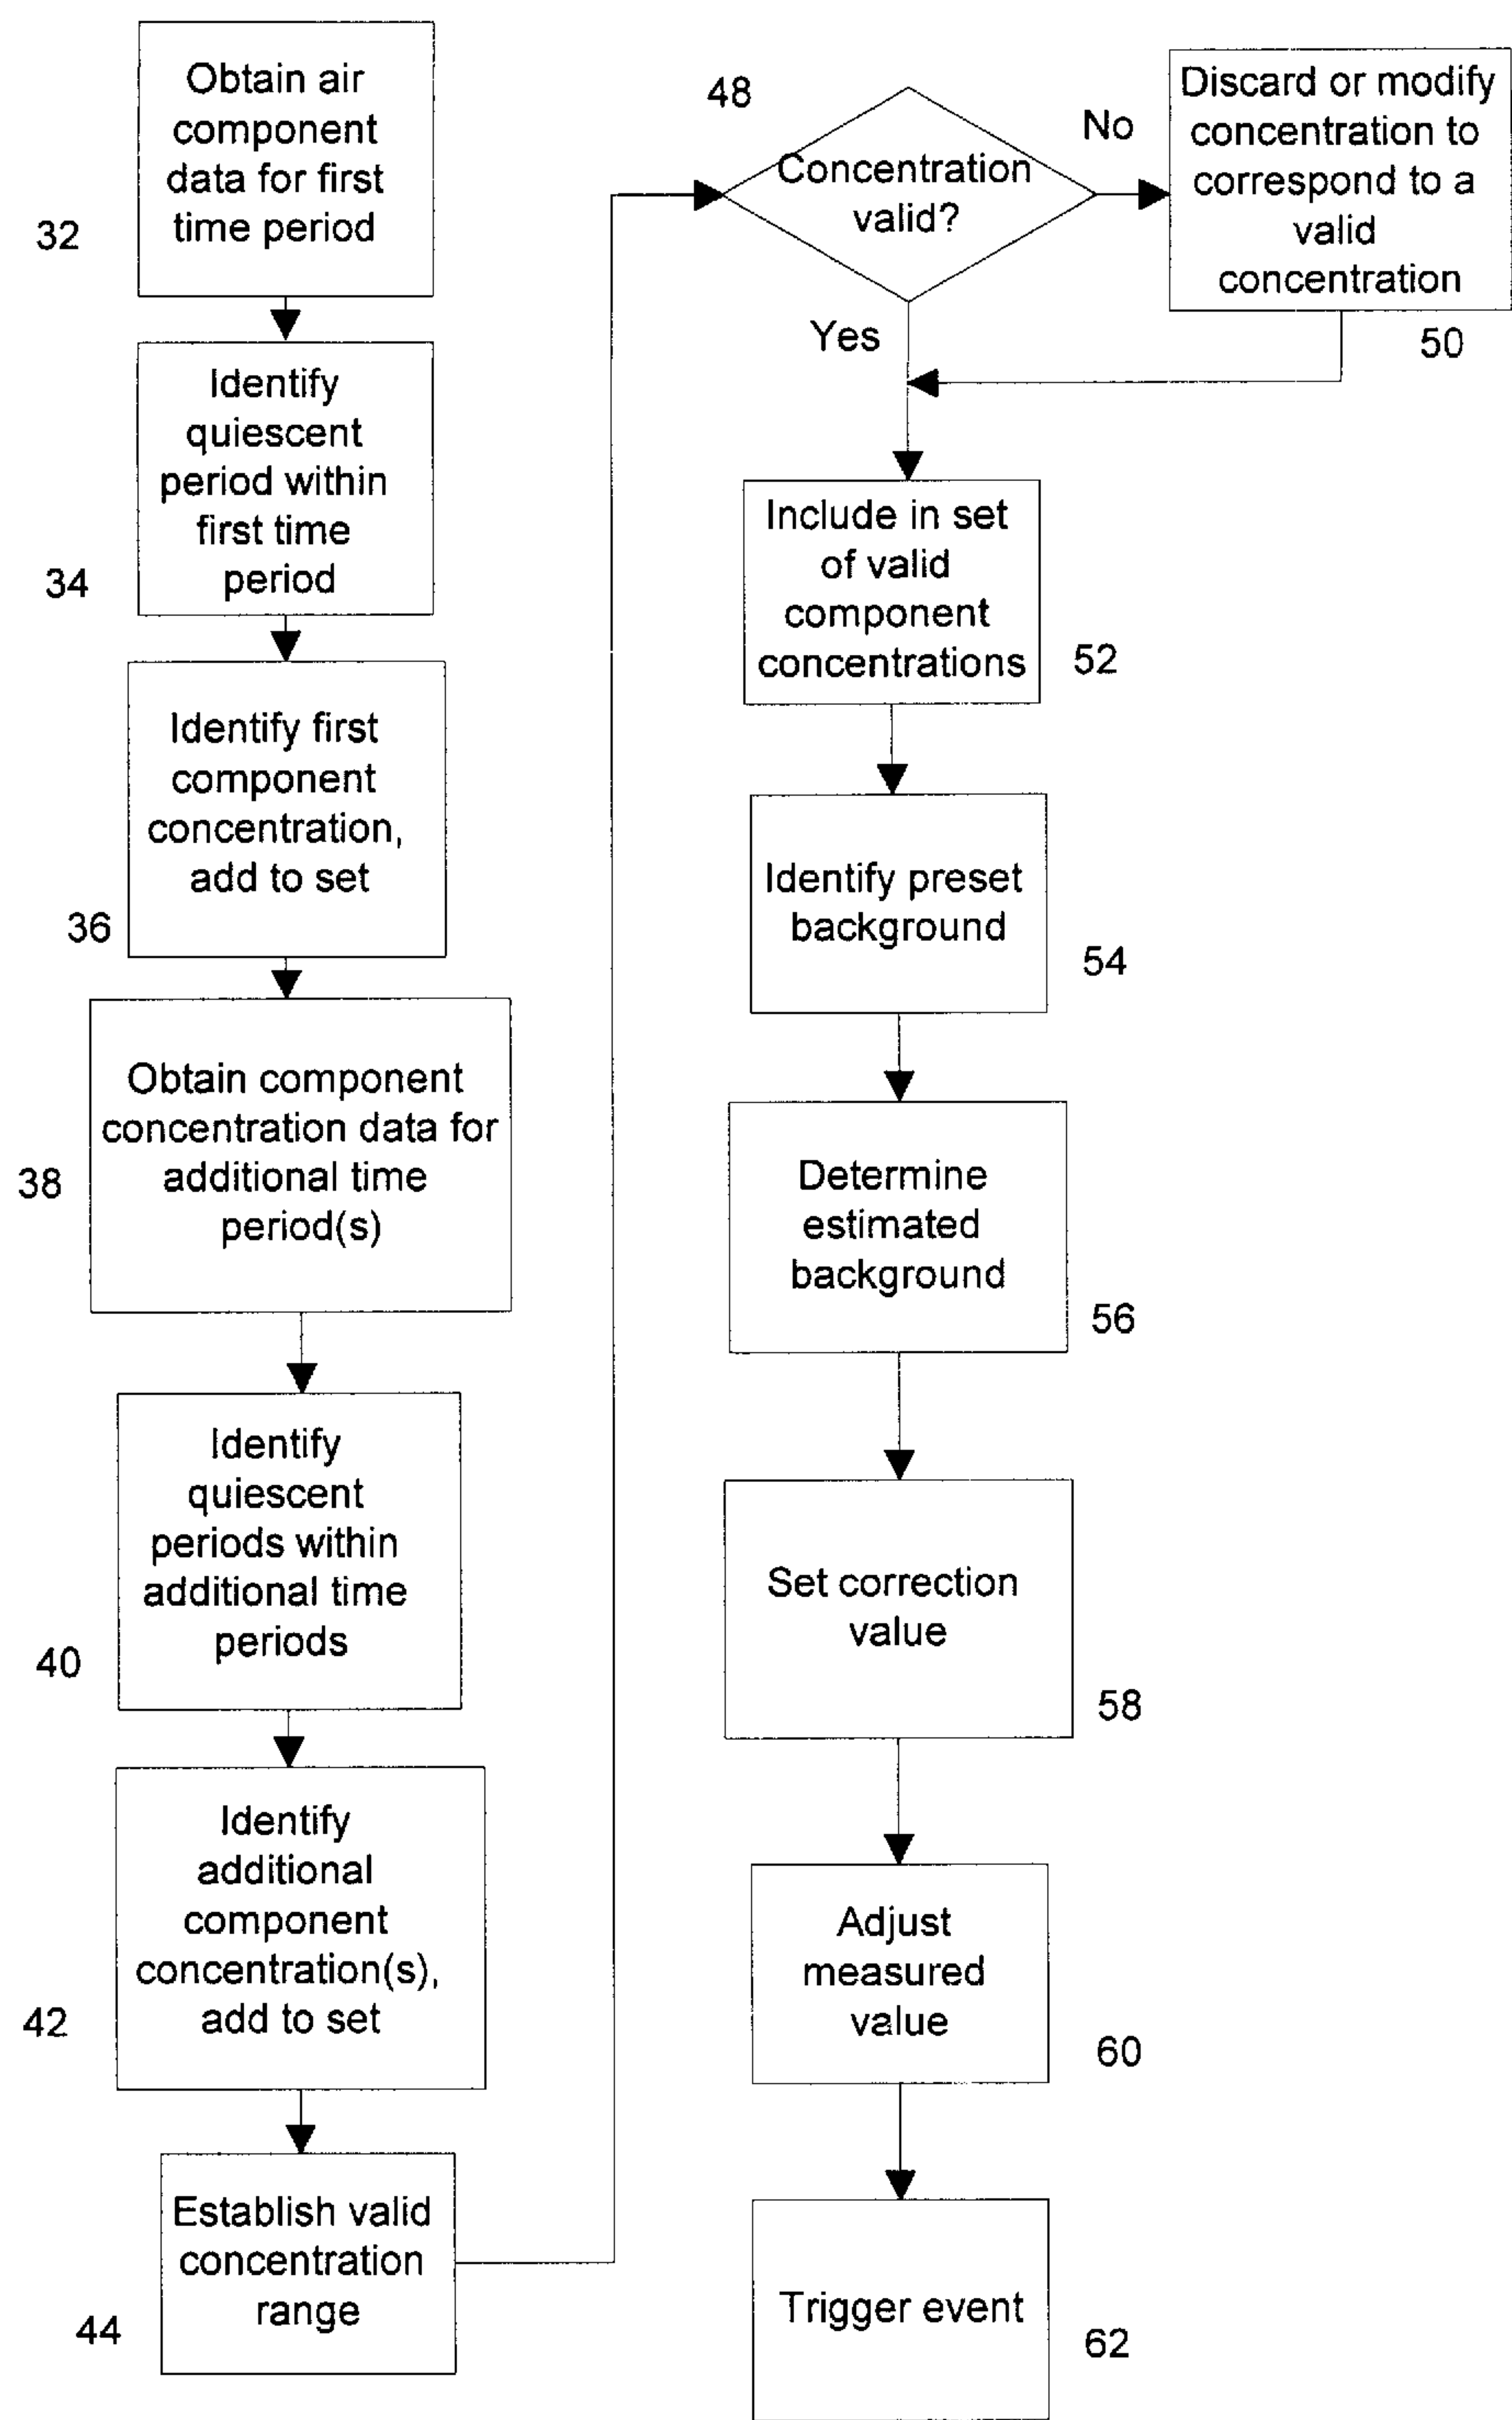 Obtain air
component
data for first
time period
32
Identify
quiescent
period within
first time
period
34
Identify first
component
concentration,
add to set
36
Obtain component
concentration data for
additional time
period(s)
38
Identify
quiescent
periods within
additional time
periods
40
Identify
additional
component
concentration(s),
add to set
42
Establish valid
concentration
range
44
48
Concentration
valid?
No
Yes
Discard or modify
concentration to
correspond to a
valid
concentration
50
Include in set
of valid
component
concentrations
52
Identify preset
background
54
Determine
estimated
background
56
Set correction
value
58
Adjust
measured
value
60
Trigger event
62